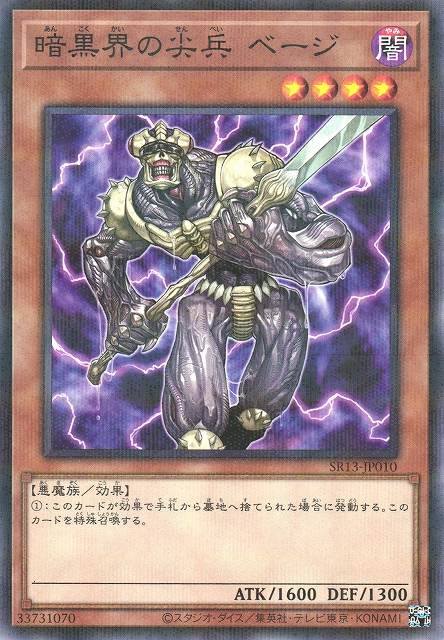 暗黒界の尖兵 ベージ
闇
SR13-JP010
【悪魔族/効果】
①:このカードが効果で手札から墓地へ捨てられた場合に発動する。この
カードを特殊召喚する。
ATK/1600 DEF/1300
33731070 ©スタジオ・ダイス/集英社・テレビ東京・KONAMI